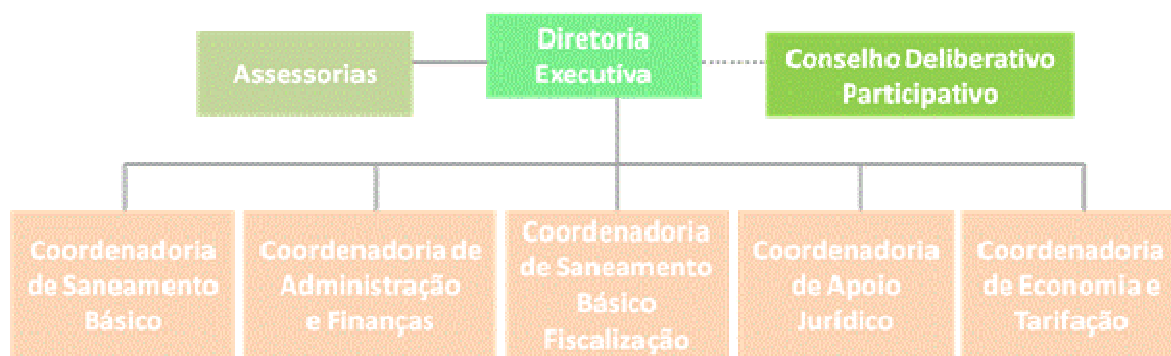 Assessorias
Diretoria
Executiva
Conselho Deliberativo
Participativo
Coordenadoria
de Saneamento
Básico
Coordenadoria de
Administração
e Finanças
Coordenadoria
de Saneamento
Básico
Fiscalização
Coordenadoria
de Apoio
Jurídico
Coordenadoria
de Economia e
Tarifação